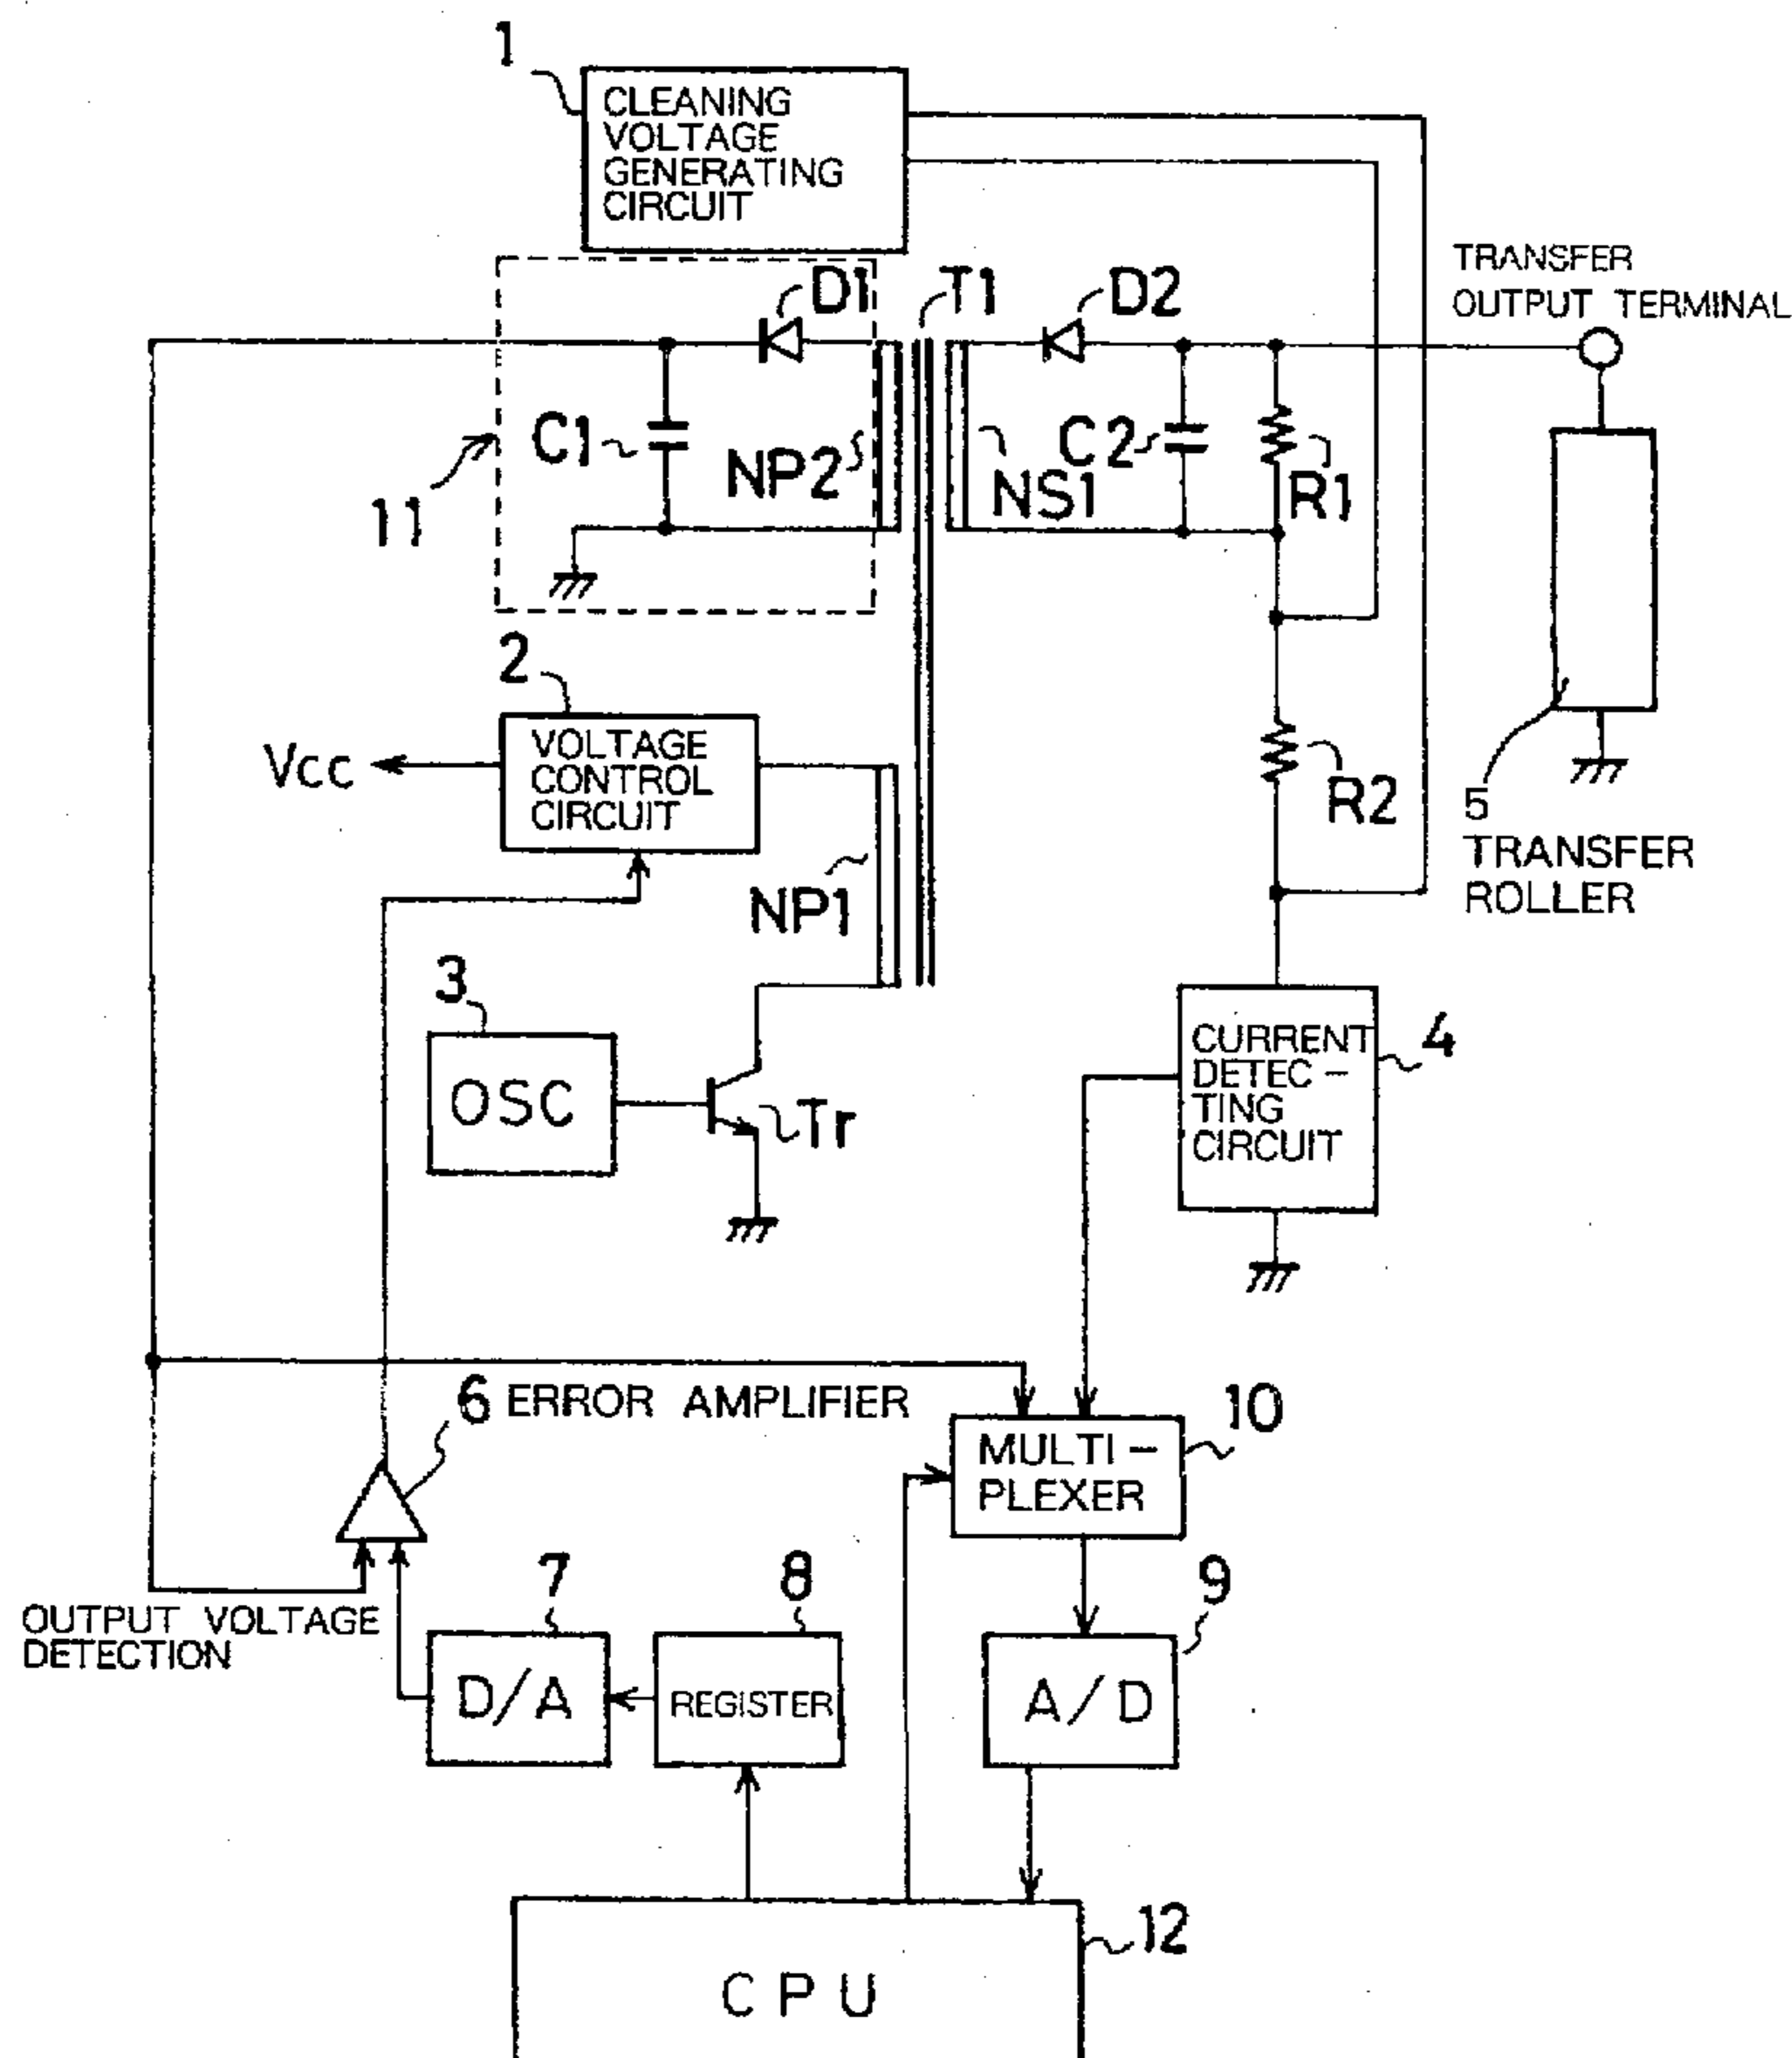 1
CLEANING
VOLTAGE
GENERATING
CIRCUIT
TRANSFER
OUTPUT TERMINAL
D1
T1
D2
C1
NP2
NS1
C2
R1
11
2
VOLTAGE
CONTROL
CIRCUIT
Vcc
R2
5
TRANSFER
ROLLER
NP1
3
OSC
Tr
CURRENT
DETEC-
TING
CIRCUIT
4
6 ERROR AMPLIFIER
10
MULTI-
PLEXER
OUTPUT VOLTAGE
DETECTION
7
D/A
8
REGISTER
9
A/D
12
CPU